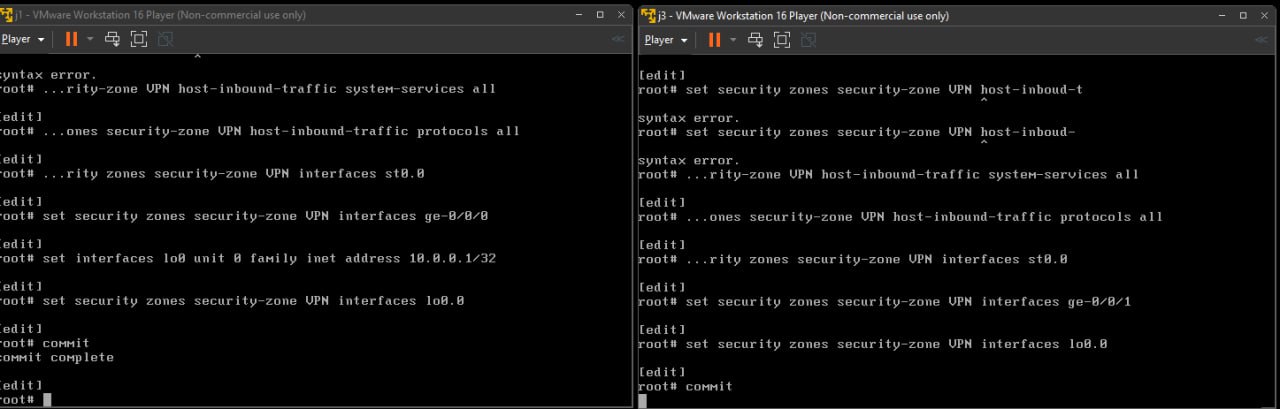 j1 - VMware Workstation 16 Player (Non-commercial use only)
Player
^
syntax error.
root# ...rity-zone VPN host-inbound-traffic system-services all
[edit]
root# ...ones security-zone VPN host-inbound-traffic protocols all
[edit]
root# ...rity zones security-zone VPN interfaces st0.0
[edit]
root# set security zones security-zone VPN interfaces ge-0/0/0
[edit]
root# set interfaces lo0 unit 0 family inet address 10.0.0.1/32
[edit]
root# set security zones security-zone VPN interfaces lo0.0
[edit]
root# commit
commit complete
[edit]
root#
j3 - VMware Workstation 16 Player (Non-commercial use only)
Player
[edit]
root# set security zones security-zone VPN host-inboud-t
^
syntax error.
root# set security zones security-zone VPN host-inboud-
^
syntax error.
root# ...rity-zone VPN host-inbound-traffic system-services all
[edit]
root# ...ones security-zone VPN host-inbound-traffic protocols all
[edit]
root# ...rity zones security-zone VPN interfaces st0.0
[edit]
root# set security zones security-zone VPN interfaces ge-0/0/1
[edit]
root# set security zones security-zone VPN interfaces lo0.0
[edit]
root# commit